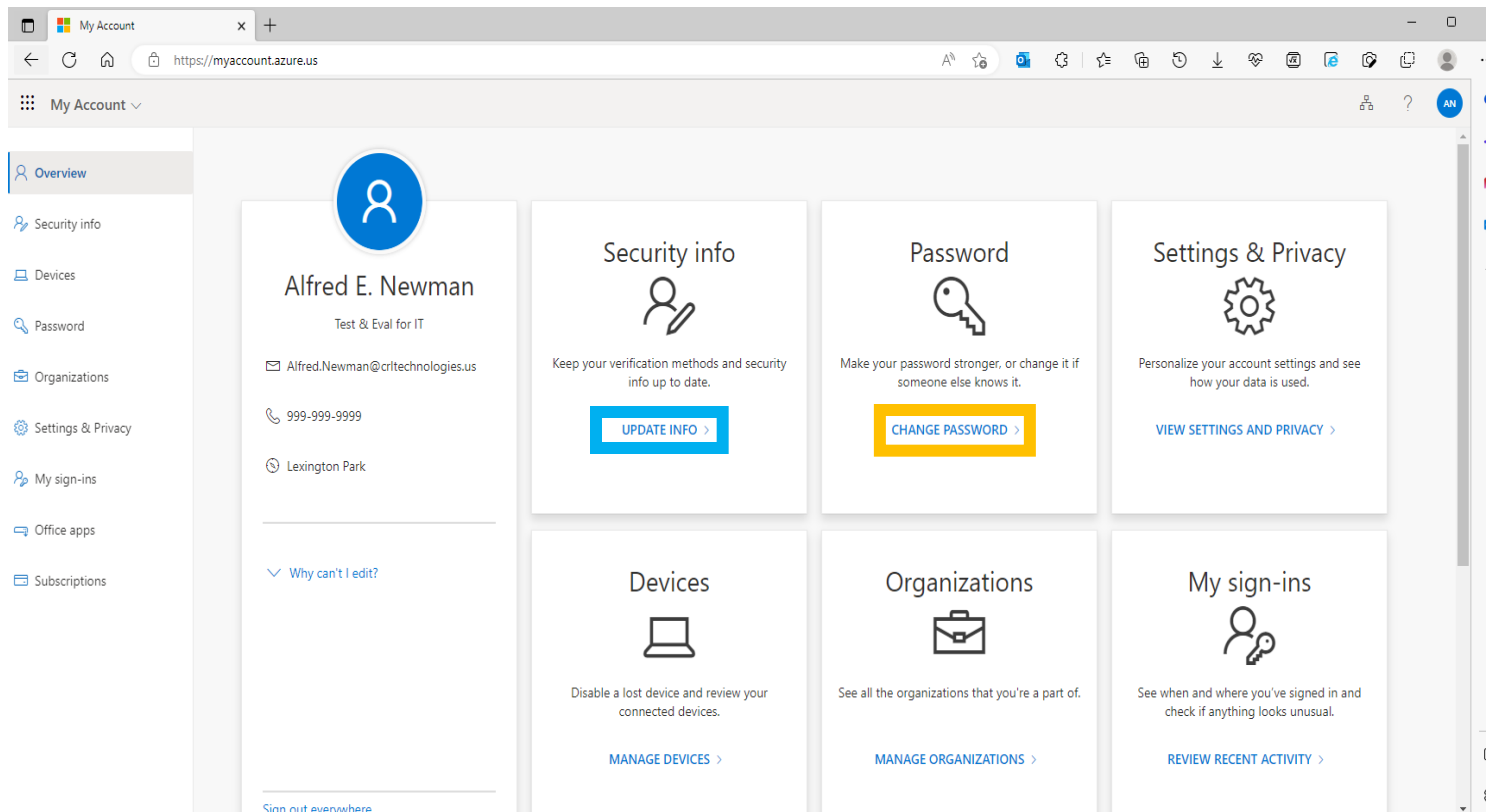 My Account
https://myaccount.azure.us
My Account
AN
Overview
Security info
Devices
Password
Organizations
Settings & Privacy
My sign-ins
Office apps
Subscriptions
Alfred E. Newman
Test & Eval for IT
Alfred.Newman@crltechnologies.us
999-999-9999
Lexington Park
Why can't I edit?
Sign out everywhere
Security info
Keep your verification methods and security
info up to date.
UPDATE INFO
Password
Make your password stronger, or change it if
someone else knows it.
CHANGE PASSWORD
Settings & Privacy
Personalize your account settings and see
how your data is used.
VIEW SETTINGS AND PRIVACY
Devices
Disable a lost device and review your
connected devices.
MANAGE DEVICES
Organizations
See all the organizations that you're a part of.
MANAGE ORGANIZATIONS
My sign-ins
See when and where you've signed in and
check if anything looks unusual.
REVIEW RECENT ACTIVITY